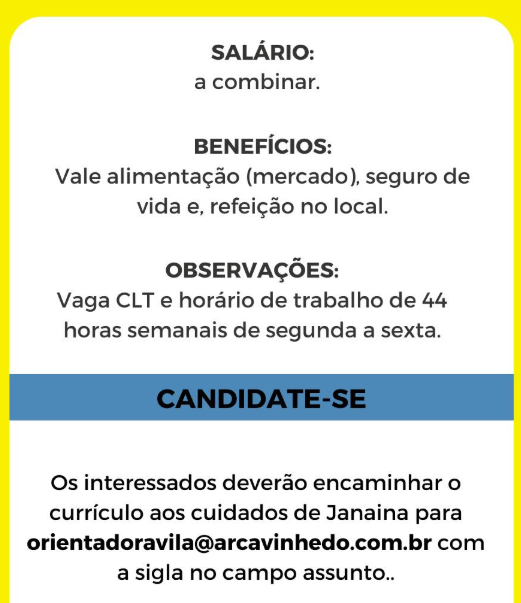 SALÁRIO:
a combinar.
BENEFÍCIOS:
Vale alimentação (mercado), seguro de
vida e, refeição no local.
OBSERVAÇÕES:
Vaga CLT e horário de trabalho de 44
horas semanais de segunda a sexta.
CANDIDATE-SE
Os interessados deverão encaminhar o
currículo aos cuidados de Janaina para
orientadoravila@arcavinhedo.com.br com
a sigla no campo assunto..